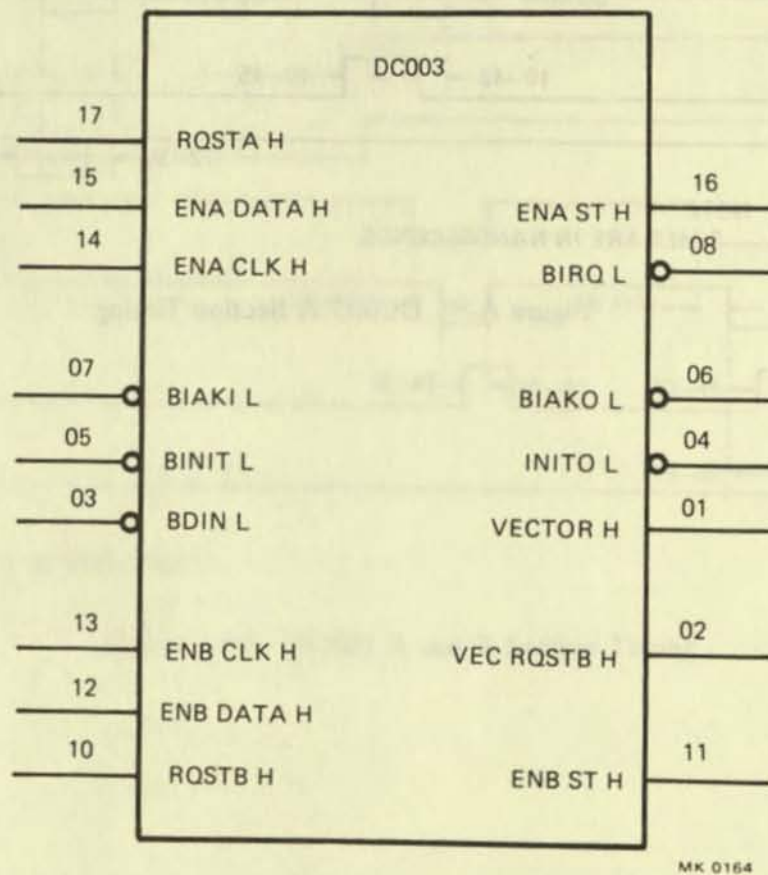 DC003
17
RQSTA H
15
ENA DATA H
14
ENA CLK H
16
ENA ST H
08
BIRQ L
07
BIAKI L
06
BIAKO L
05
BINIT L
04
INITO L
03
BDIN L
01
VECTOR H
13
ENB CLK H
02
VEC RQSTB H
12
ENB DATA H
10
RQSTB H
11
ENB ST H
MK 0164